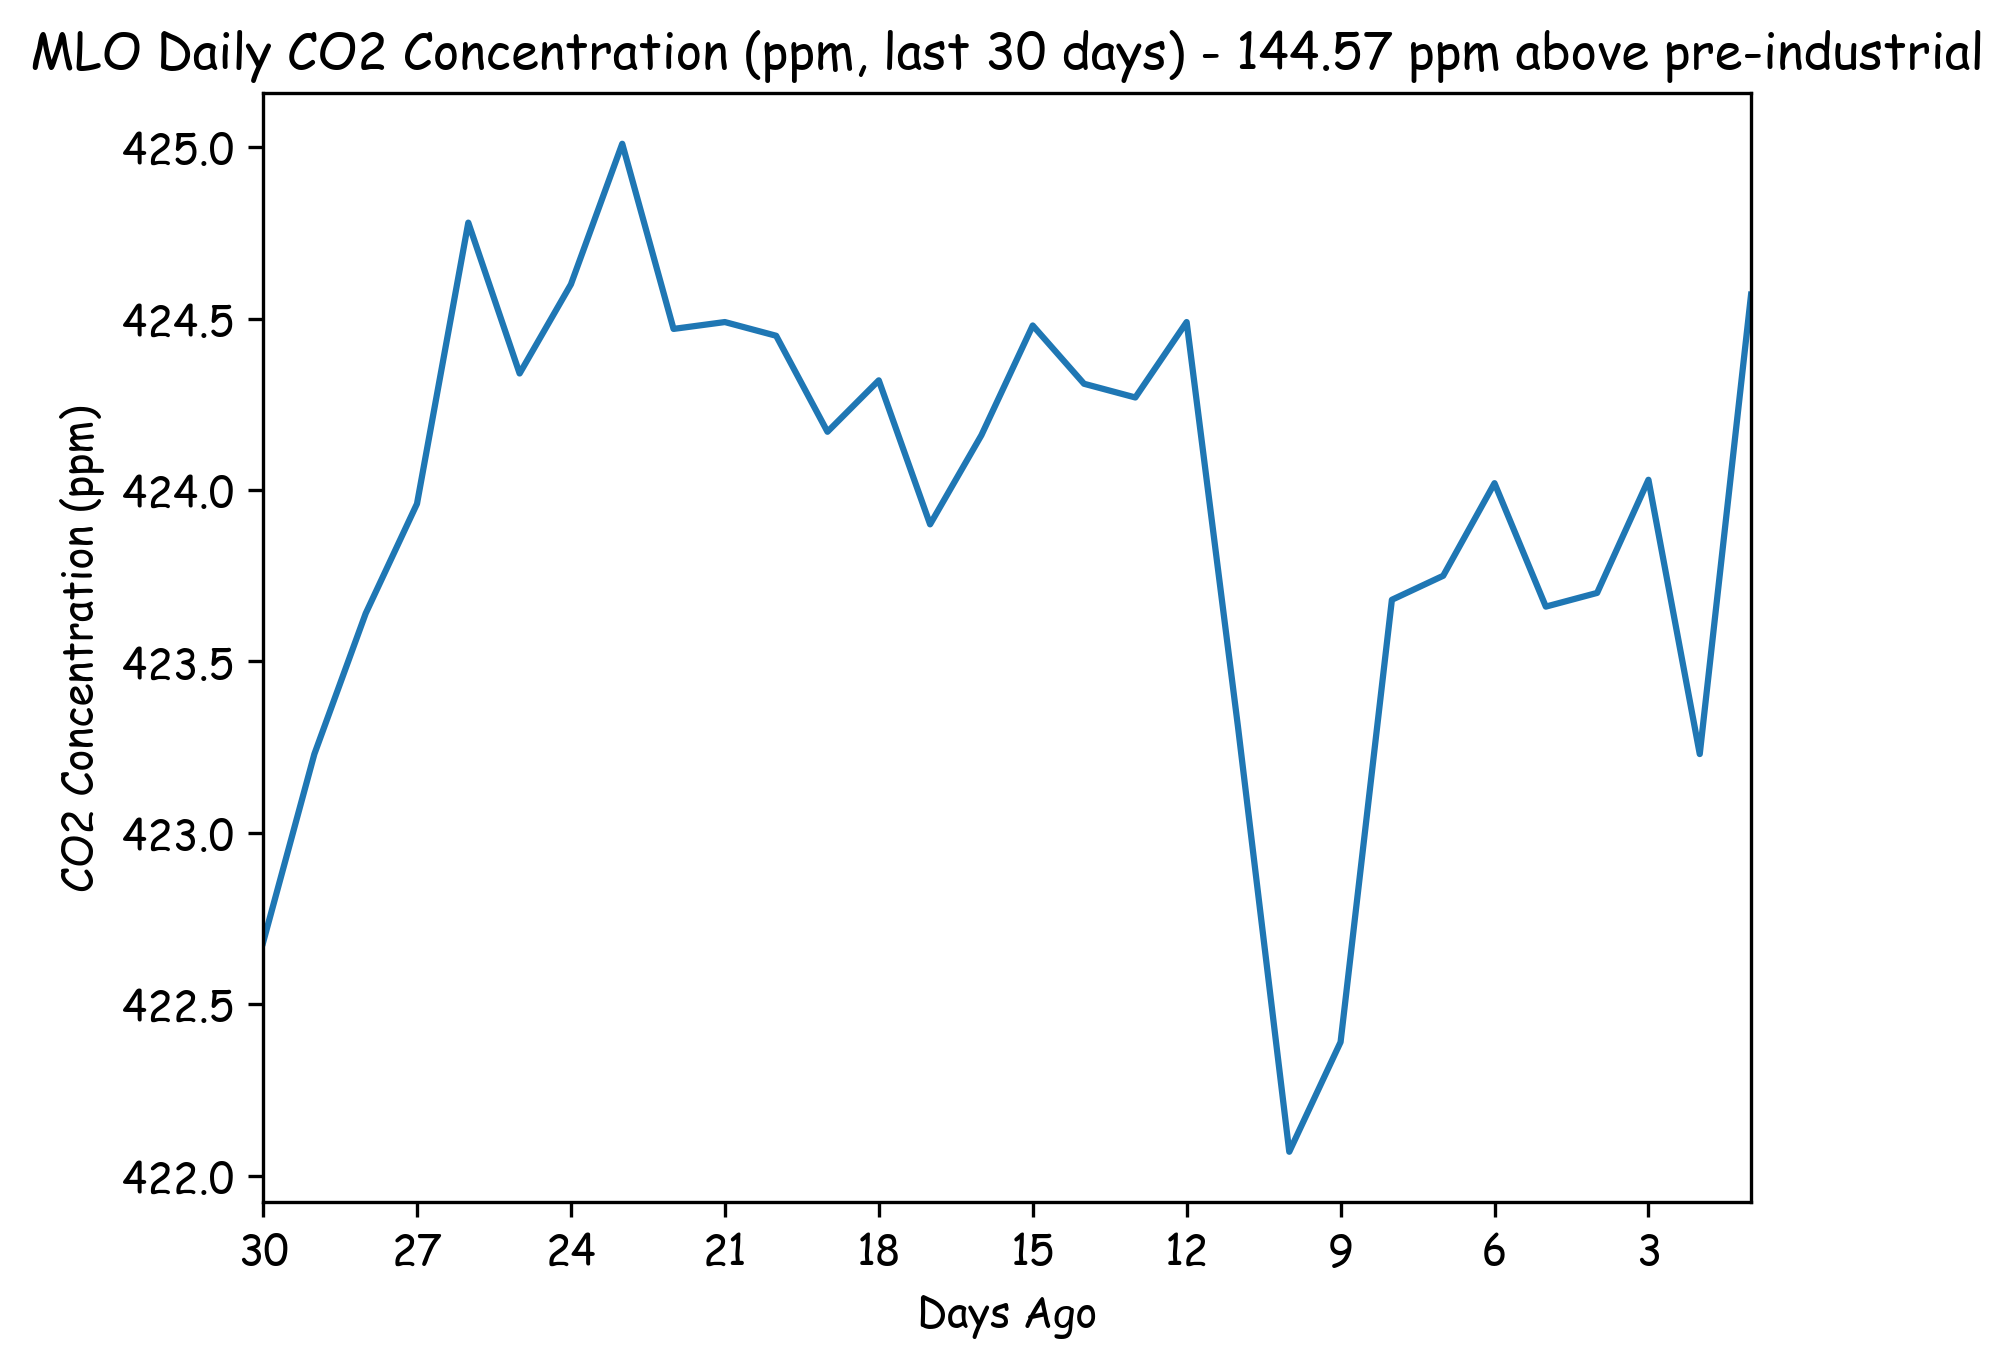 MLO Daily CO2 Concentration (ppm, last 30 days) - 144.57 ppm above pre-industrial
CO2 Concentration (ppm)
425.0
424.5
424.0
423.5
423.0
422.5
422.0
30 27 24 21 18 15 12 9 6 3
Days Ago